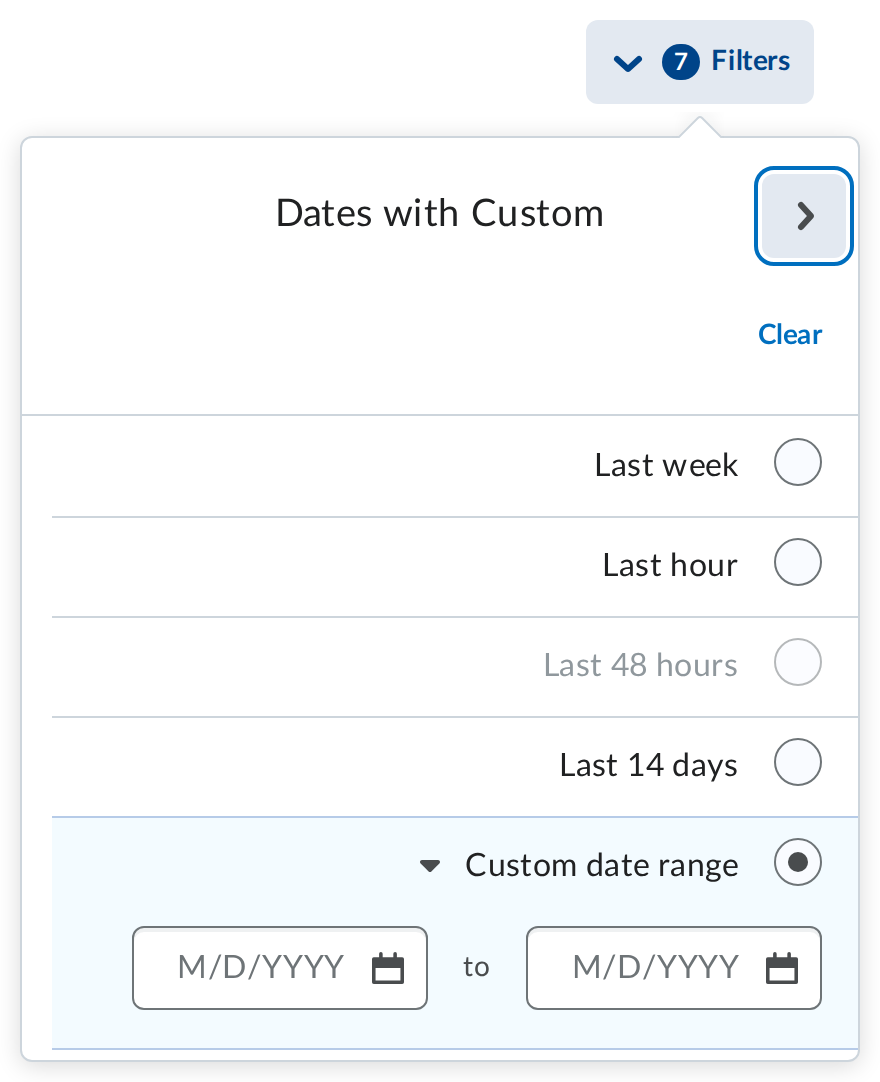 7 Filters
Dates with Custom
Clear
Last week
Last hour
Last 48 hours
Last 14 days
Custom date range
M/D/YYYY to M/D/YYYY